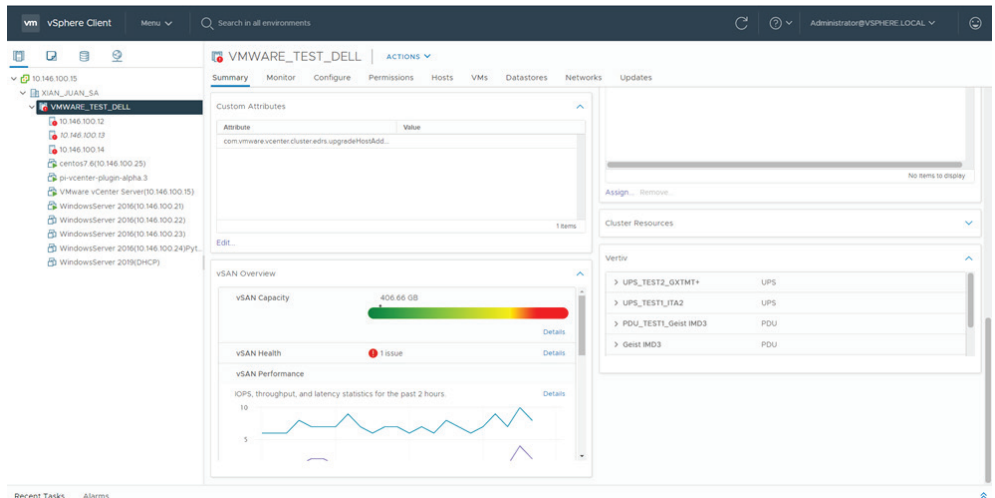 vm vSphere Client Menu Search in all environments Administrator@VSPHERE.LOCAL
VMWARE_TEST_DELL ACTIONS
Summary Monitor Configure Permissions Hosts VMs Datastores Networks Updates
10.146.100.15
XIAN_JUAN_SA
VMWARE_TEST_DELL
10.146.100.12
10.146.100.13
10.146.100.14
centos7.6(10.146.100.25)
pi-vcenter-plugin-alpha.3
VMware vCenter Server(10.146.100.15)
WindowsServer 2016(10.146.100.21)
WindowsServer 2016(10.146.100.22)
WindowsServer 2016(10.146.100.23)
WindowsServer 2016(10.146.100.24)Pyt...
WindowsServer 2019(DHCP)
Custom Attributes
Attribute Value
com.vmware.vcenter.cluster.edrs.upgradeHostAdd...
1 items
Edit...
vSAN Overview
vSAN Capacity 406.66 GB
Details
vSAN Health 1 issue Details
vSAN Performance
IOPS, throughput, and latency statistics for the past 2 hours. Details
10
5
No items to display
Assign... Remove...
Cluster Resources
Vertiv
> UPS_TEST2_GXTMT+ UPS
> UPS_TEST1_ITA2 UPS
> PDU_TEST1_Geist IMD3 PDU
> Geist IMD3 PDU
Recent Tasks Alarms